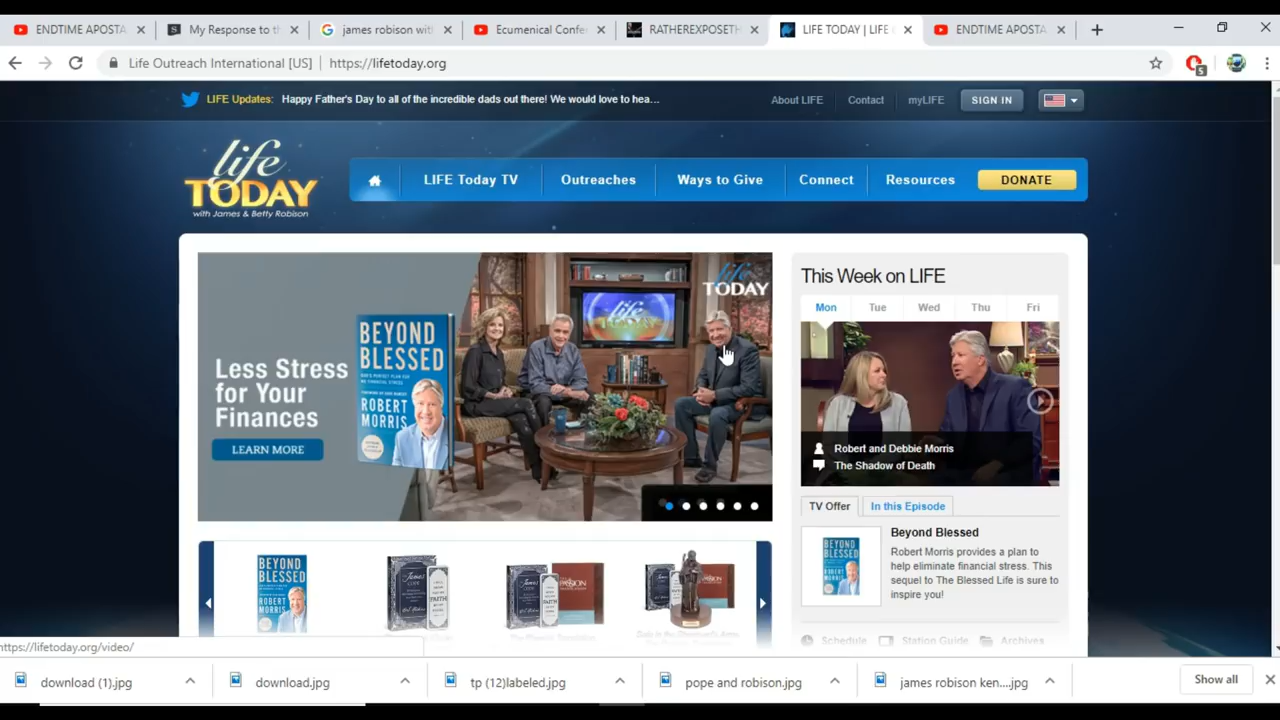 ENDTIME APOSTA
My Response to th
james robison with
Ecumenical Confe
RATHEREXPOSETH
LIFE TODAY | LIFE
ENDTIME APOSTA
Life Outreach International [US] | https://lifetoday.org
5
LIFE Updates: Happy Father's Day to all of the incredible dads out there! We would love to hea...
About LIFE Contact myLIFE SIGN IN
life
TODAY
with James & Betty Robison
LIFE Today TV Outreaches Ways to Give Connect Resources DONATE
Less Stress
for Your
Finances
LEARN MORE
BEYOND
BLESSED
ROBERT
MORRIS
life
TODAY
This Week on LIFE
Mon Tue Wed Thu Fri
Robert and Debbie Morris
The Shadow of Death
TV Offer In this Episode
Beyond Blessed
Robert Morris provides a plan to
help eliminate financial stress. This
sequel to The Blessed Life is sure to
inspire you!
Schedule Station Guide Archives
BEYOND
BLESSED
ROBERT
MORRIS
https://lifetoday.org/video/
download (1).jpg
download.jpg
tp (12)labeled.jpg
pope and robison.jpg
james robison ken....jpg
Show all